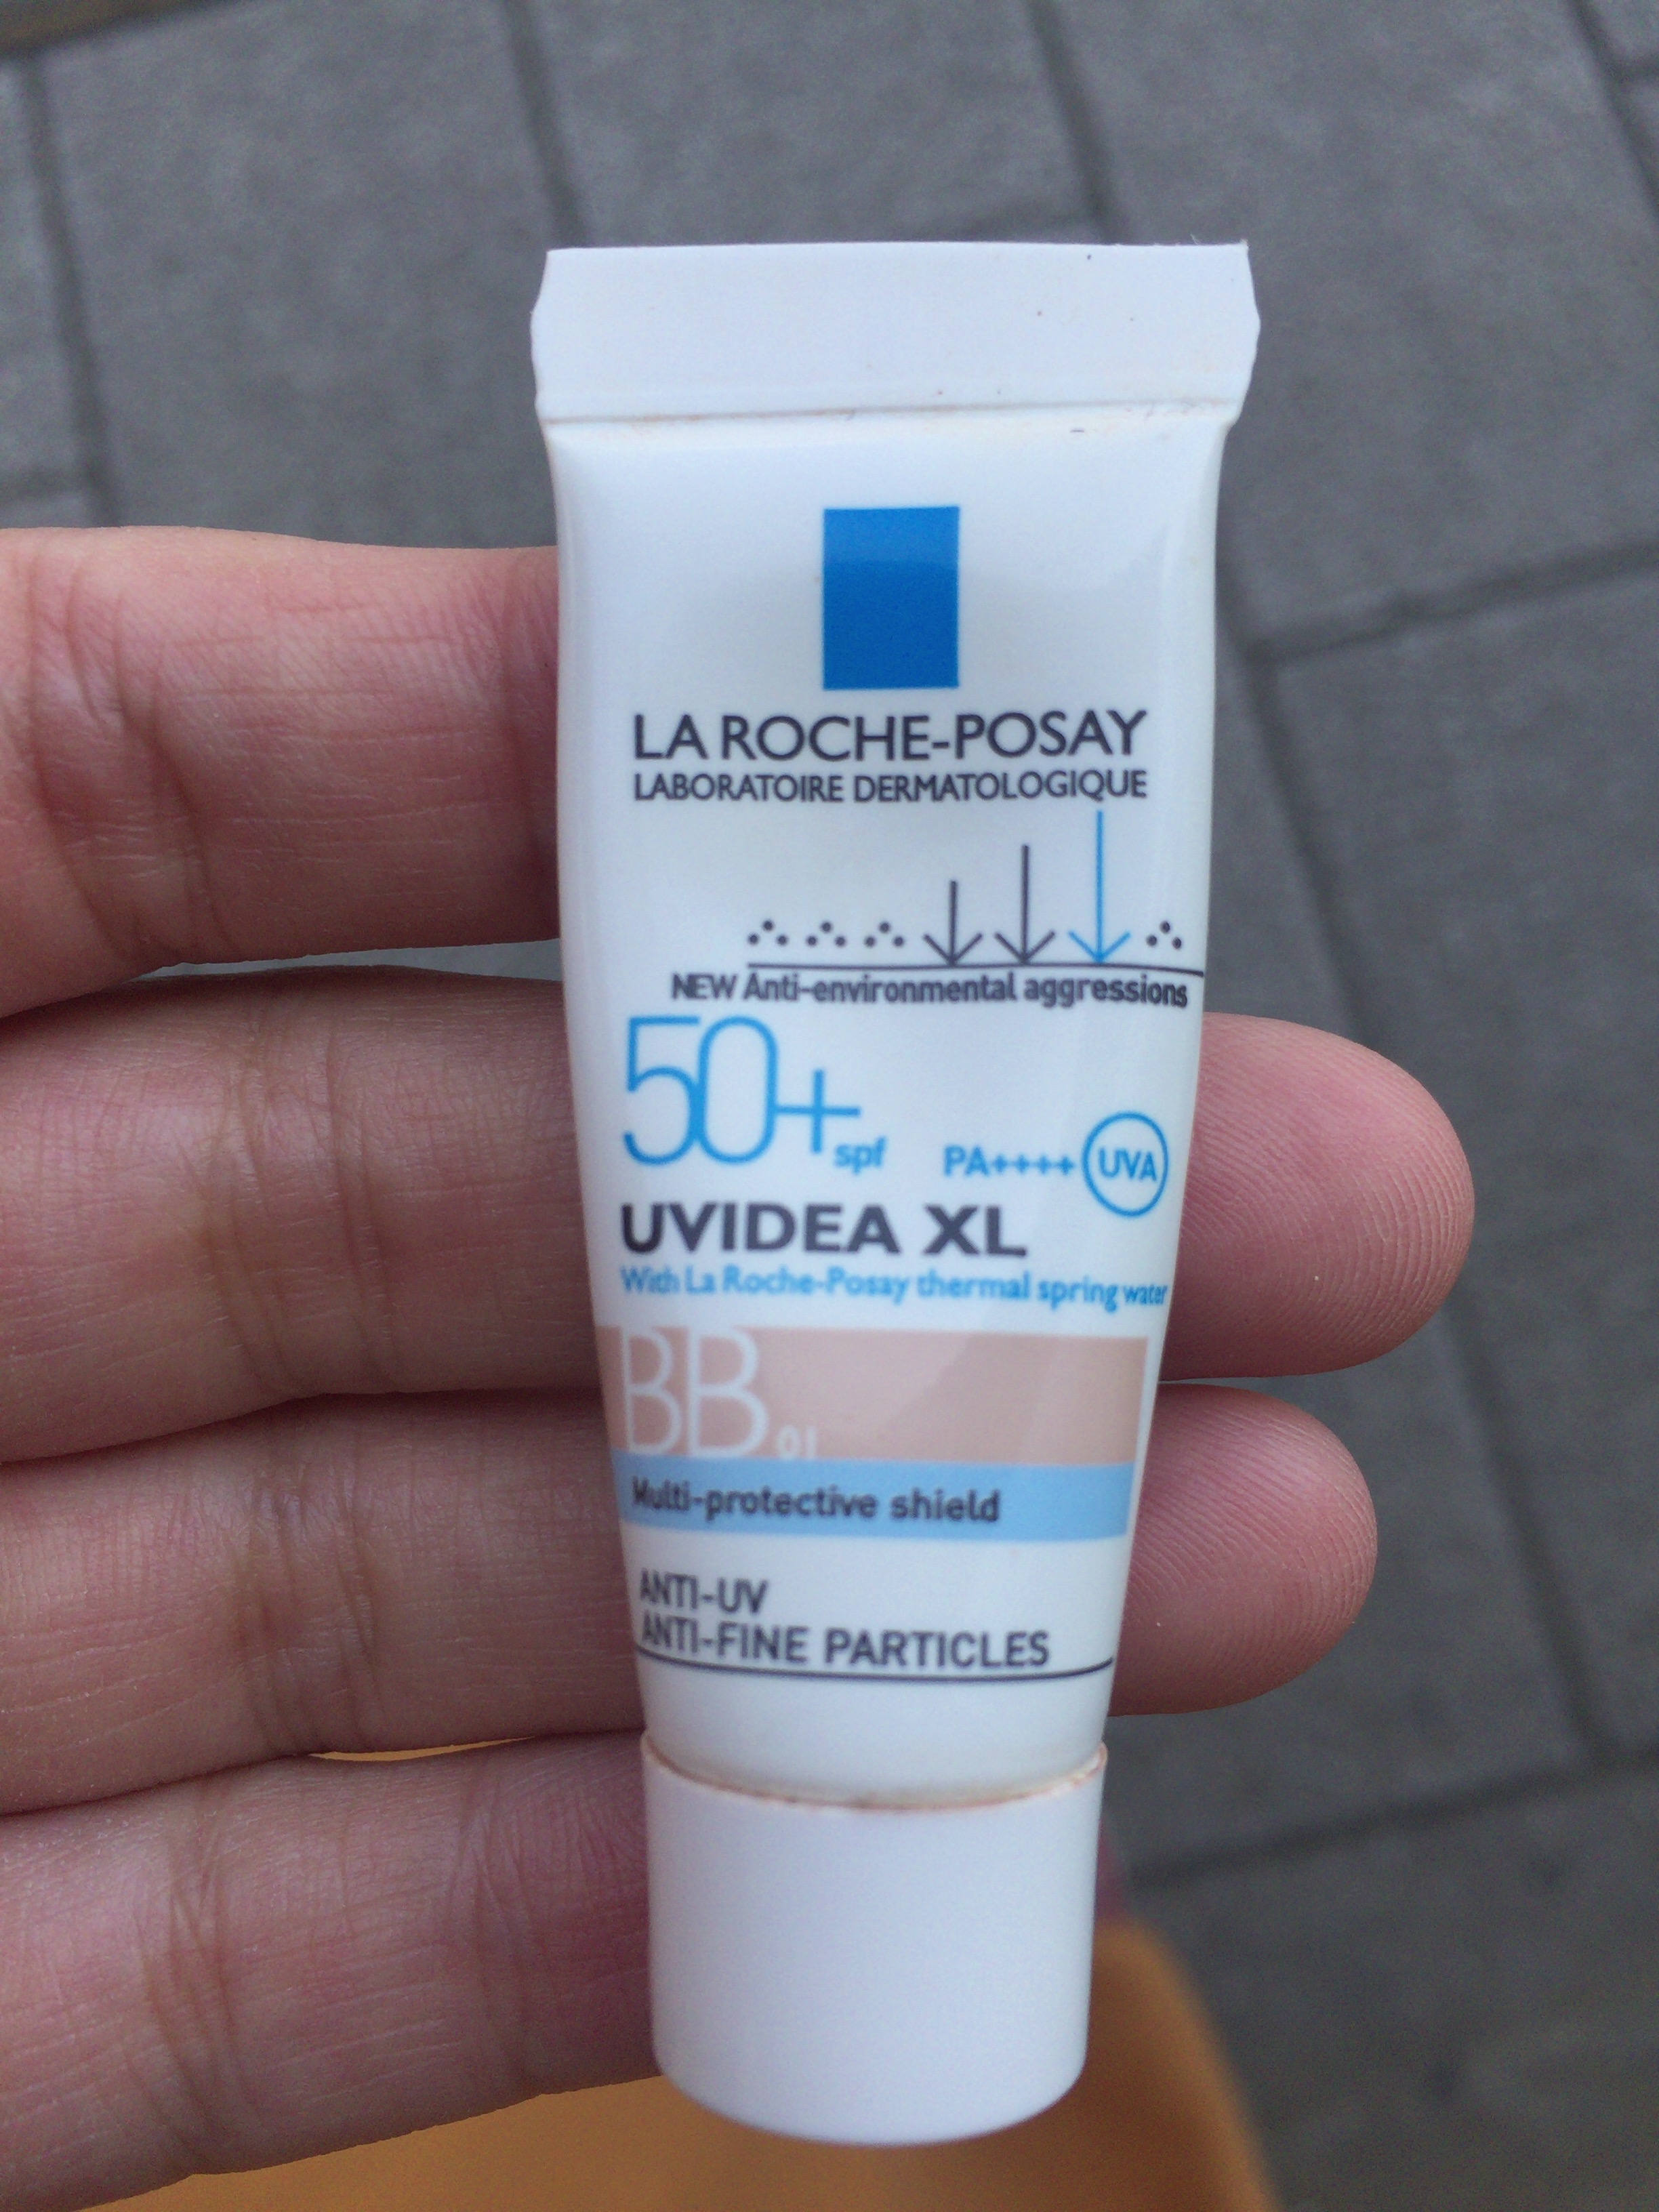 LA ROCHE-POSAY
LABORATOIRE DERMATOLOGIQUE
NEW Anti-environmental aggressions
50+ spf PA++++ UVA
UVIDEA XL
With La Roche-Posay thermal spring water
BB 01
Multi-protective shield
ANTI-UV
ANTI-FINE PARTICLES